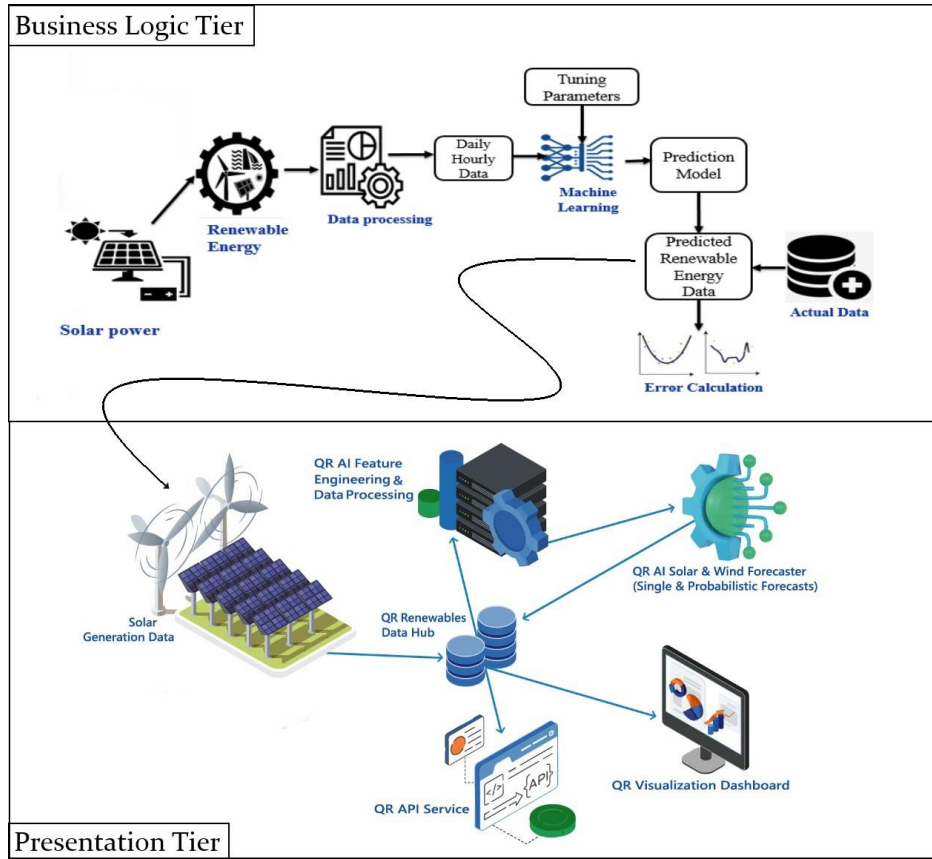 Business Logic Tier
Tuning
Parameters
Daily
Hourly
Data
Machine
Learning
Prediction
Model
Data processing
Renewable
Energy
Solar power
Predicted
Renewable
Energy
Data
Actual Data
Error Calculation
QR AI Feature
Engineering &
Data Processing
QR AI Solar & Wind Forecaster
(Single & Probabilistic Forecasts)
Solar
Generation Data
QR Renewables
Data Hub
</>
{API}
QR API Service
QR Visualization Dashboard
Presentation Tier